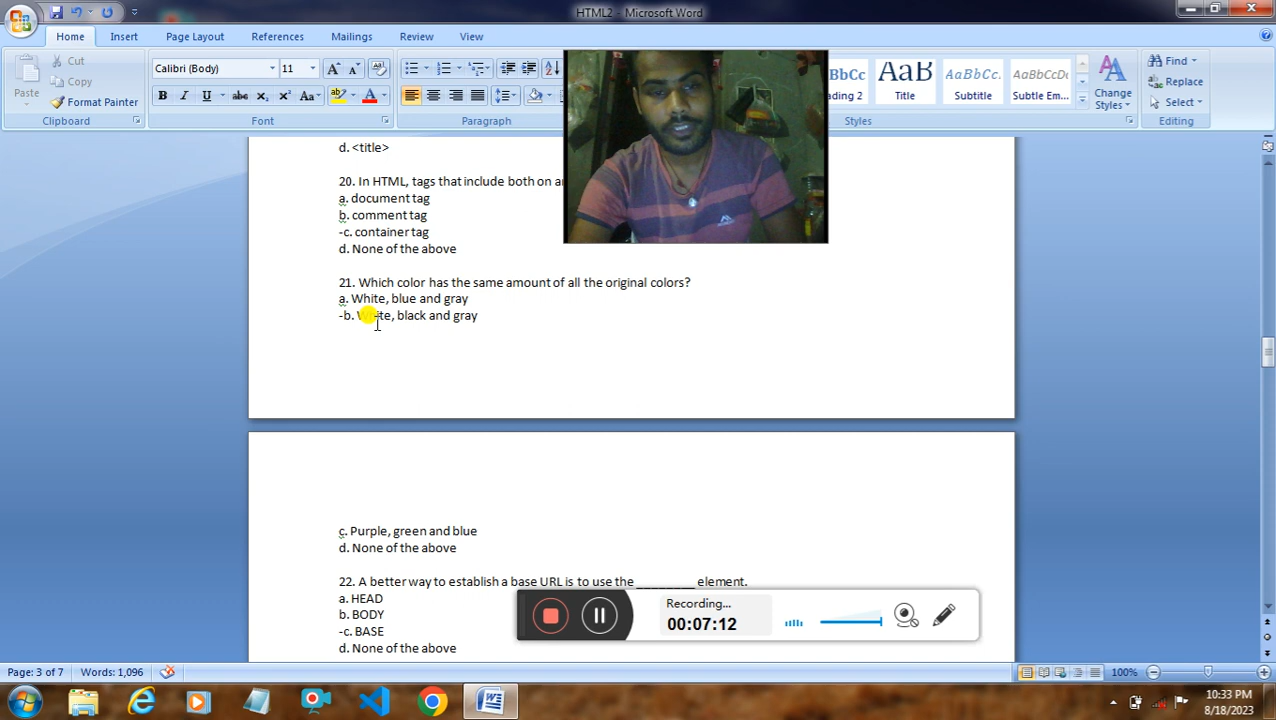 HTML2 - Microsoft Word
Home Insert Page Layout References Mailings Review View
Paste
Cut
Copy
Format Painter
Clipboard
Calibri (Body) 11
Font
Paragraph
Title
Subtitle
Subtle Em...
Change Styles
Styles
Find
Replace
Select
Editing
d. <title>
20. In HTML, tags that include both on
a. document tag
b. comment tag
-c. container tag
d. None of the above
21. Which color has the same amount of all the original colors?
a. White, blue and gray
-b. White, black and gray
c. Purple, green and blue
d. None of the above
22. A better way to establish a base URL is to use the ________ element.
a. HEAD
b. BODY
-c. BASE
d. None of the above
Recording...
00:07:12
Page: 3 of 7 Words: 1,096
100%
10:33 PM
8/18/2023